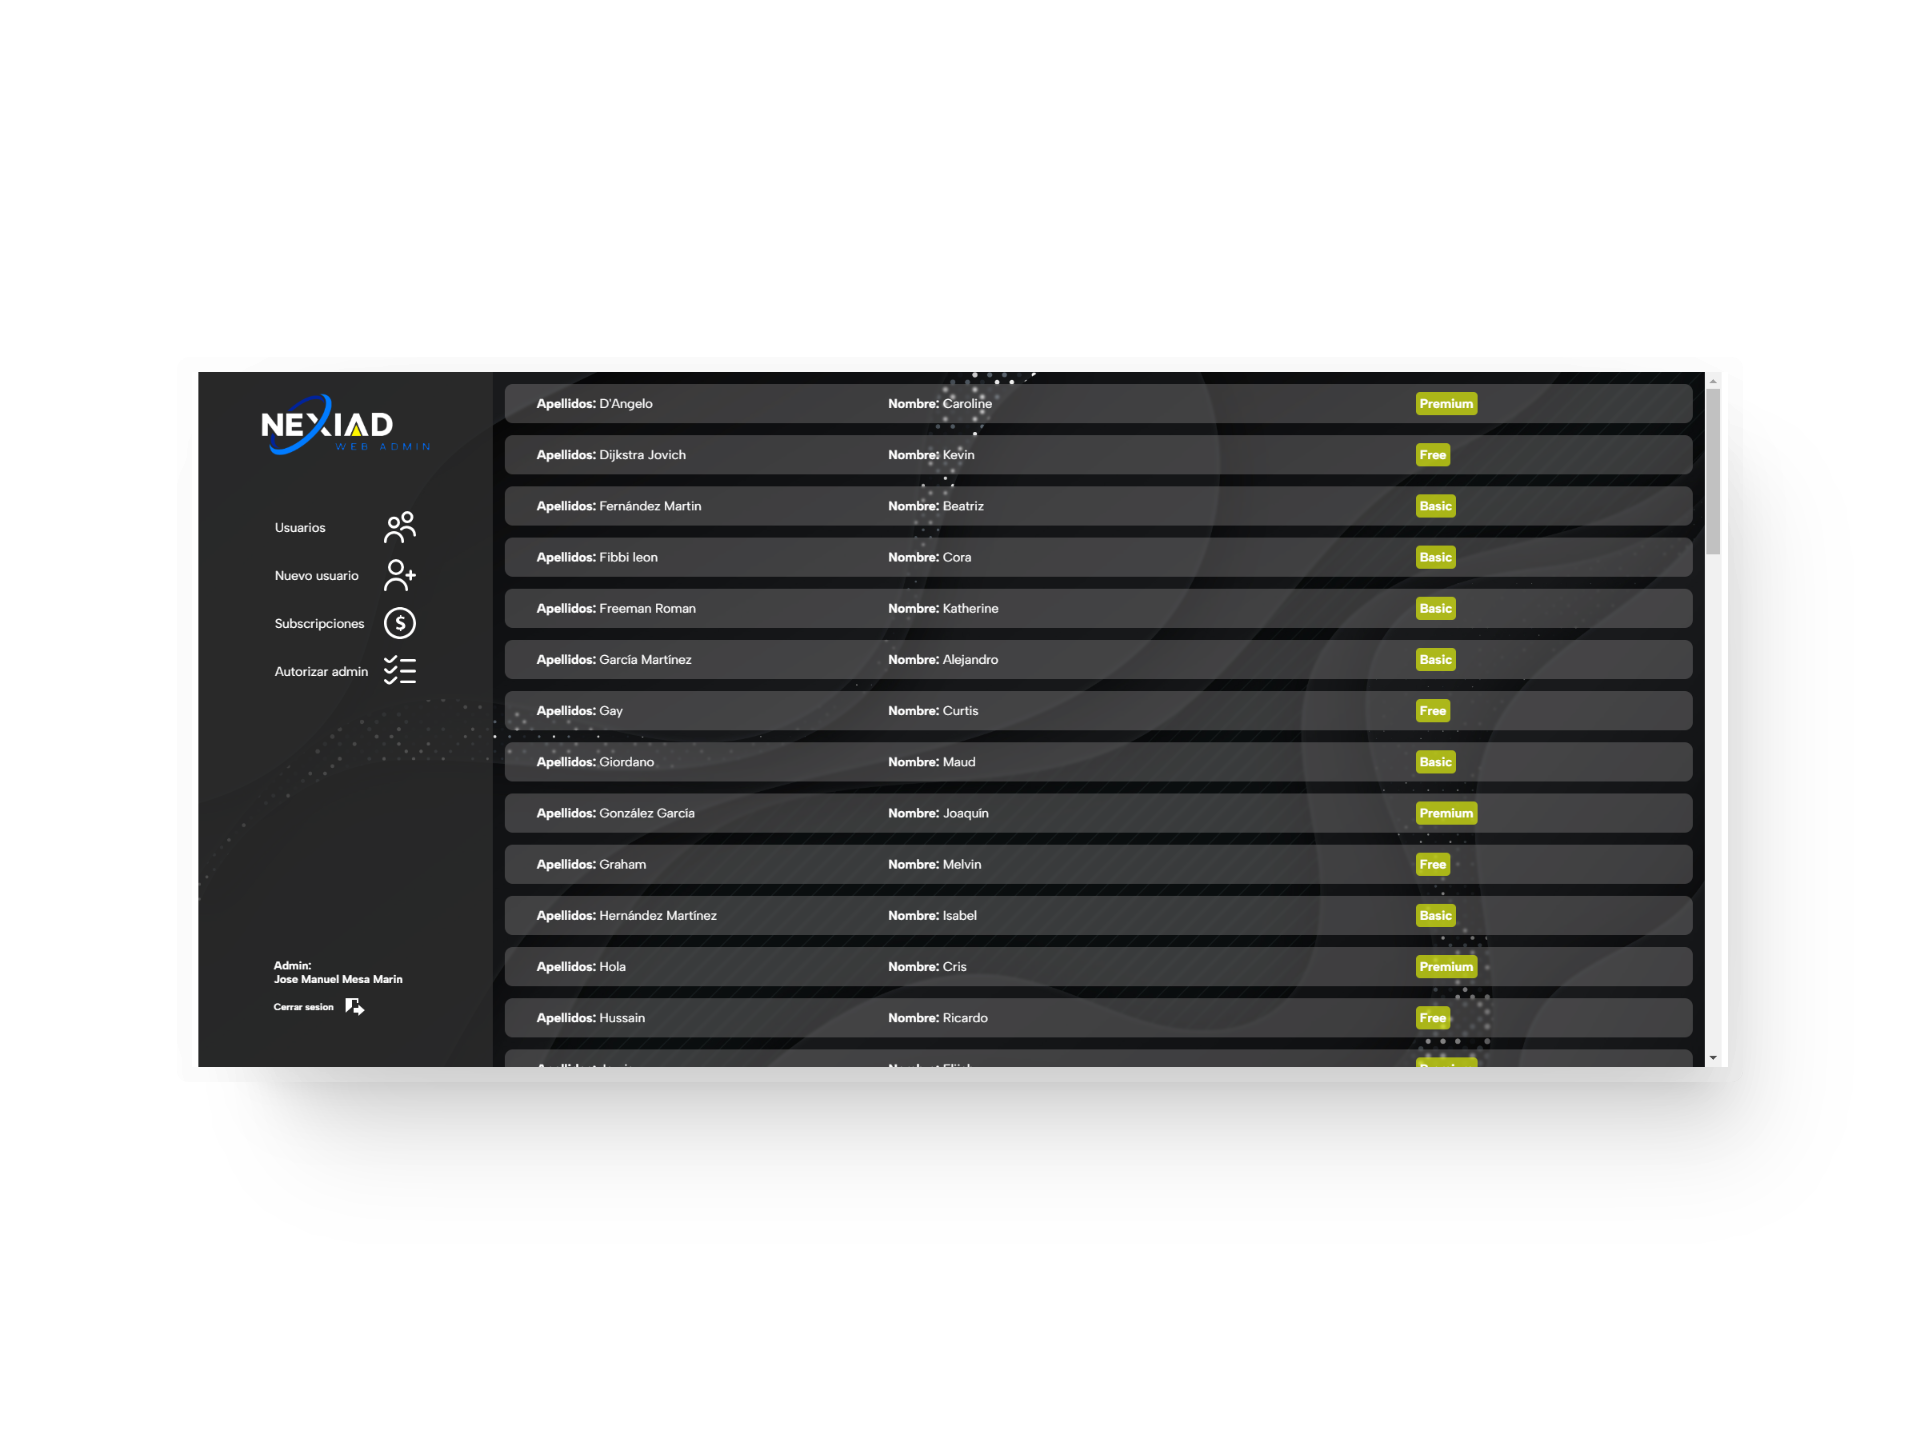 NEXIAD
WEB ADMIN
Usuarios
Nuevo usuario
Subscripciones
Autorizar admin
Admin:
Jose Manuel Mesa Marin
Cerrar sesion
Apellidos: D'Angelo Nombre: Caroline Premium
Apellidos: Dijkstra Jovich Nombre: Kevin Free
Apellidos: Fernández Martin Nombre: Beatriz Basic
Apellidos: Fibbi leon Nombre: Cora Basic
Apellidos: Freeman Roman Nombre: Katherine Basic
Apellidos: García Martínez Nombre: Alejandro Basic
Apellidos: Gay Nombre: Curtis Free
Apellidos: Giordano Nombre: Maud Basic
Apellidos: González García Nombre: Joaquín Premium
Apellidos: Graham Nombre: Melvin Free
Apellidos: Hernández Martínez Nombre: Isabel Basic
Apellidos: Hola Nombre: Cris Premium
Apellidos: Hussain Nombre: Ricardo Free